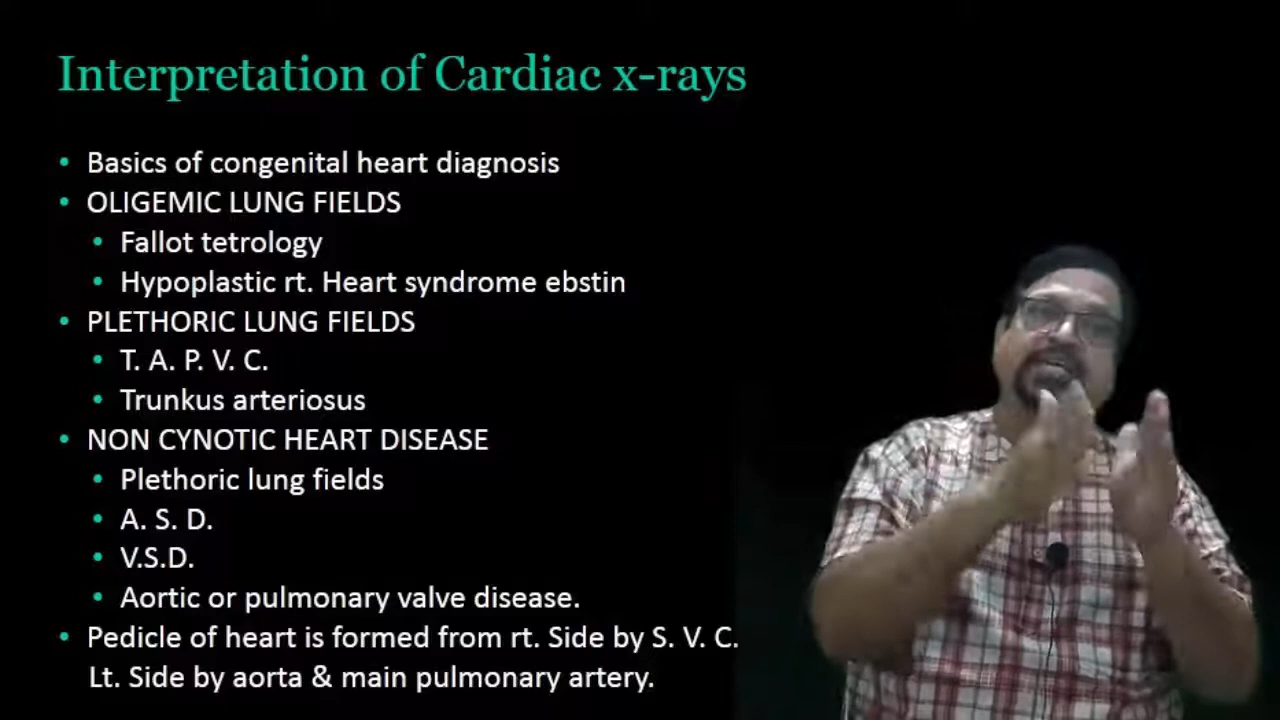 Interpretation of Cardiac x-rays
• Basics of congenital heart diagnosis
• OLIGEMIC LUNG FIELDS
• Fallot tetrology
• Hypoplastic rt. Heart syndrome ebstin
• PLETHORIC LUNG FIELDS
• T. A. P. V. C.
• Trunkus arteriosus
• NON CYNOTIC HEART DISEASE
• Plethoric lung fields
• A. S. D.
• V.S.D.
• Aortic or pulmonary valve disease.
• Pedicle of heart is formed from rt. Side by S. V. C.
Lt. Side by aorta & main pulmonary artery.